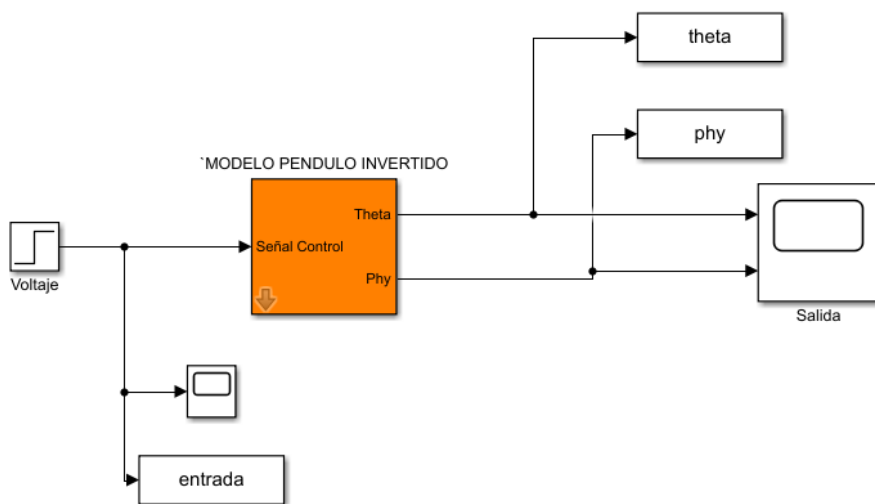 theta
phy
`MODELO PENDULO INVERTIDO
Theta
Señal Control
Phy
Voltaje
Salida
entrada